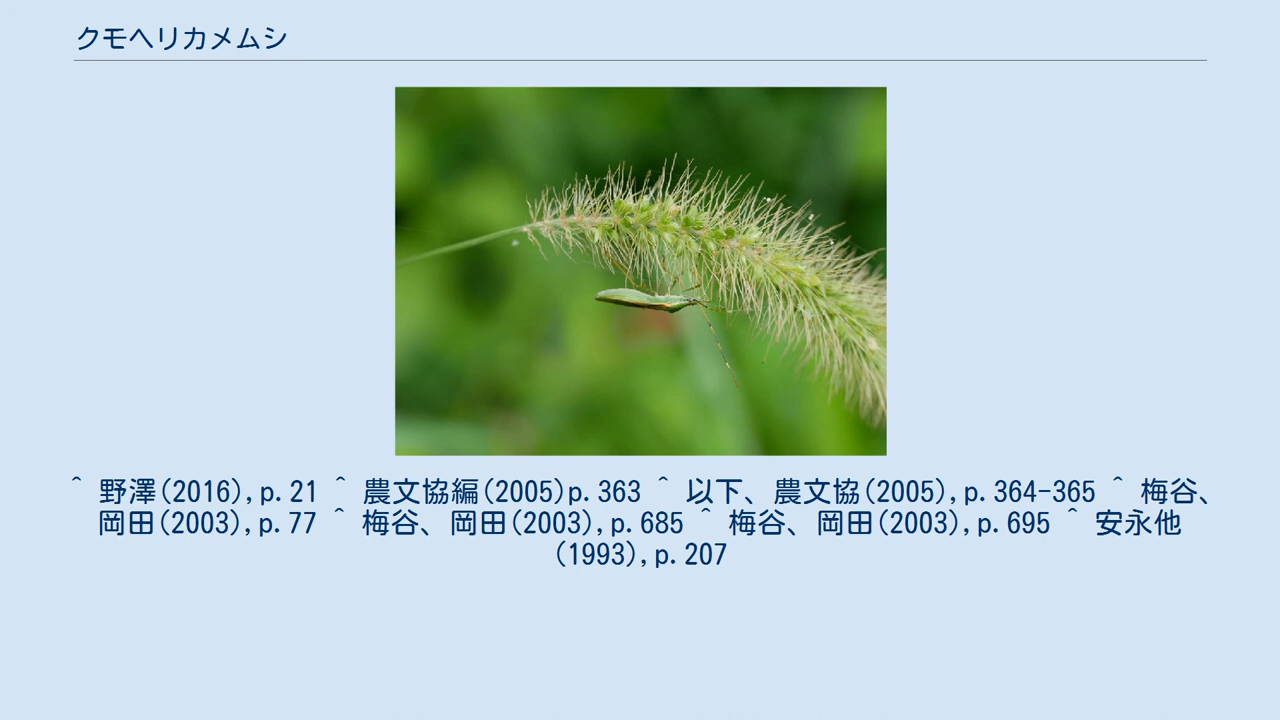 クモヘリカメムシ
^ 野澤(2016),p.21 ^ 農文協編(2005)p.363 ^ 以下、農文協(2005),p.364-365 ^ 梅谷、
岡田(2003),p.77 ^ 梅谷、岡田(2003),p.685 ^ 梅谷、岡田(2003),p.695 ^ 安永他
(1993),p.207